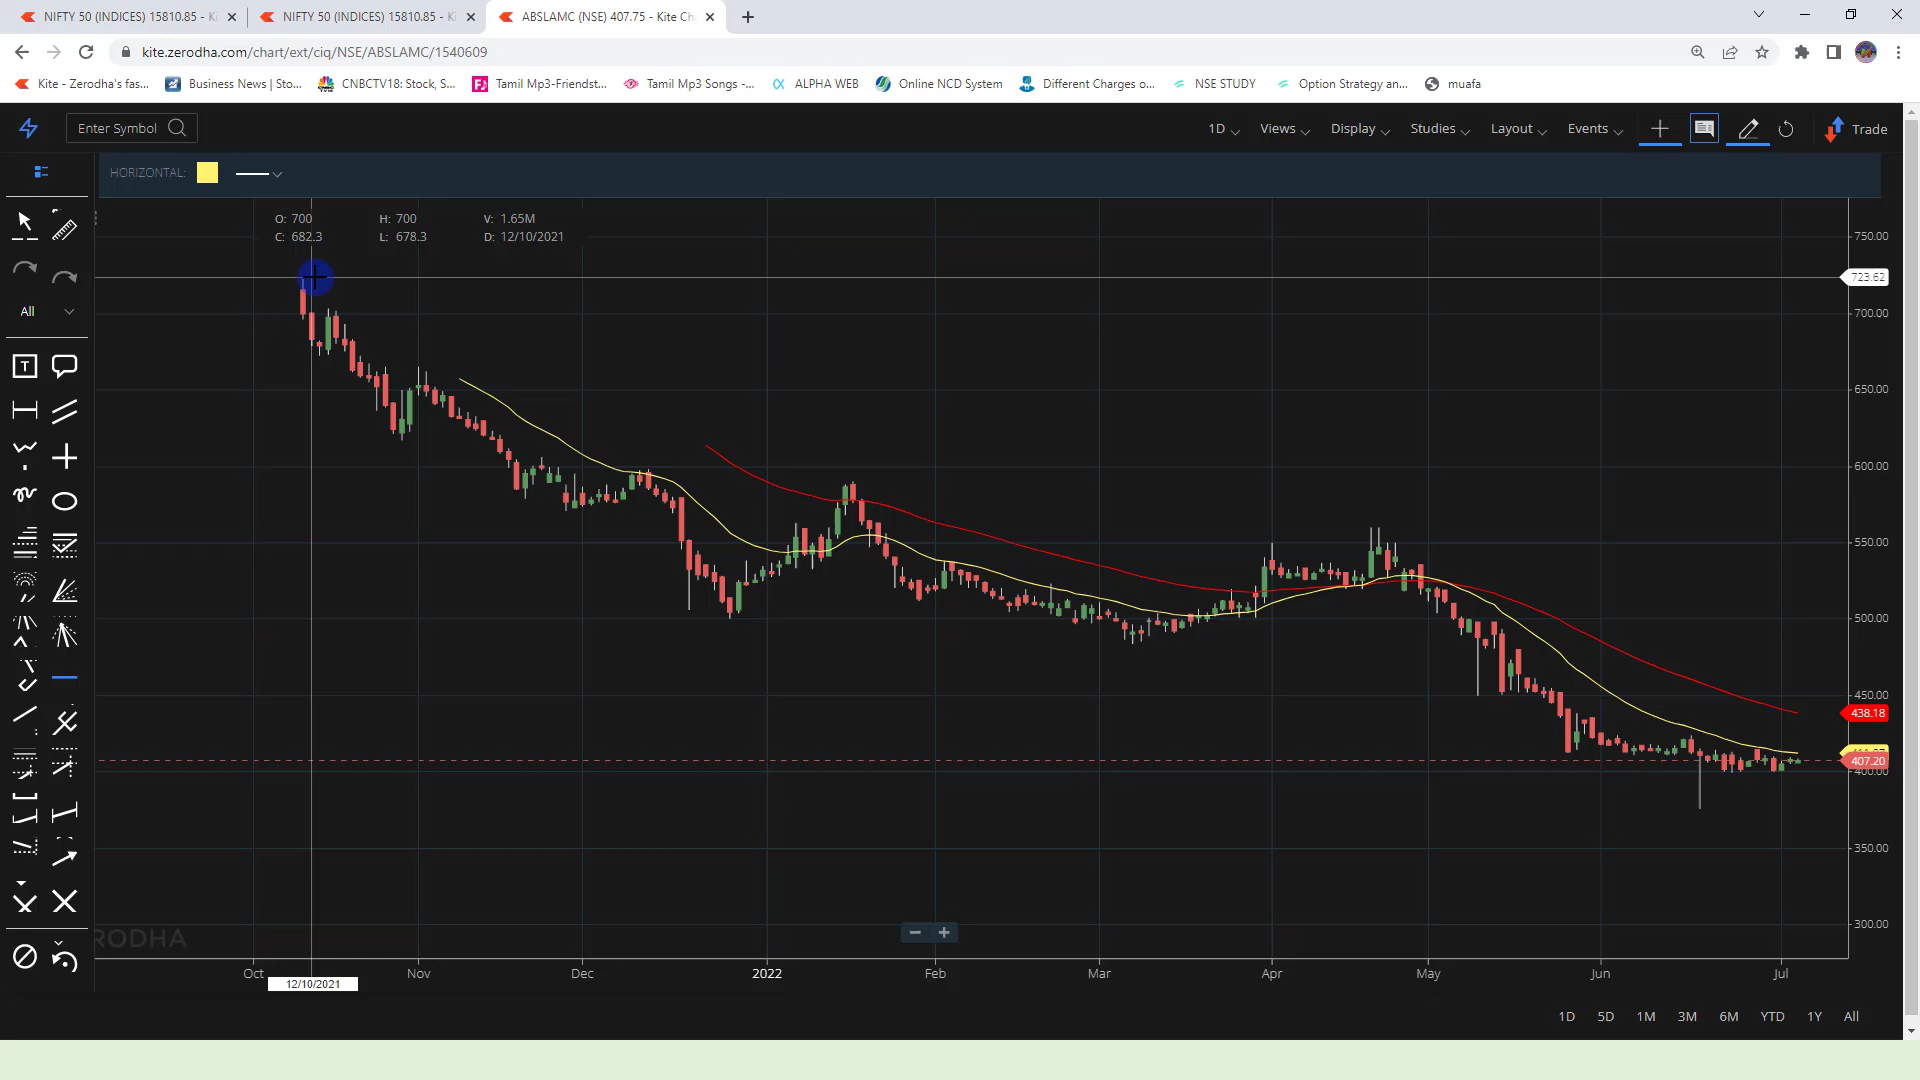 NIFTY 50 (INDICES) 15810.85 - Ki
NIFTY 50 (INDICES) 15810.85 - Ki
ABSLAMC (NSE) 407.75 - Kite Ch
kite.zerodha.com/chart/ext/ciq/NSE/ABSLAMC/1540609
Kite - Zerodha's fas...
Business News | Sto...
CNBCTV18: Stock, S...
Tamil Mp3-Friendst...
Tamil Mp3 Songs -...
ALPHA WEB
Online NCD System
Different Charges o...
NSE STUDY
Option Strategy an...
muafa
Enter Symbol
1D
Views
Display
Studies
Layout
Events
Trade
HORIZONTAL:
O: 700 H: 700 V: 1.65M
C: 682.3 L: 678.3 D: 12/10/2021
All
T
750.00
723.62
700.00
650.00
600.00
550.00
500.00
450.00
438.18
407.20
400.00
350.00
300.00
RODHA
Oct Nov Dec 2022 Feb Mar Apr May Jun Jul
12/10/2021
1D 5D 1M 3M 6M YTD 1Y All